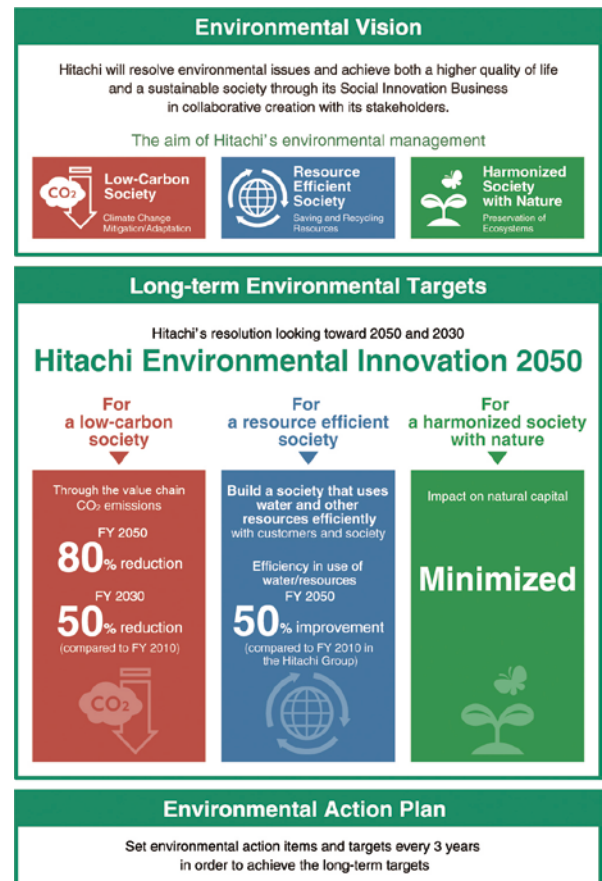 Environmental Vision
Hitachi will resolve environmental issues and achieve both a higher quality of life
and a sustainable society through its Social Innovation Business
in collaborative creation with its stakeholders.
The aim of Hitachi's environmental management
CO₂
Low-Carbon
Society
Climate Change
Mitigation/Adaptation
Resource
Efficient
Society
Saving and Recycling
Resources
Harmonized
Society
with Nature
Preservation of
Ecosystems
Long-term Environmental Targets
Hitachi's resolution looking toward 2050 and 2030
Hitachi Environmental Innovation 2050
For
a low-carbon
society
Through the value chain
CO₂ emissions
FY 2050
80% reduction
FY 2030
50% reduction
(compared to FY 2010)
CO₂
For
a resource efficient
society
Build a society that uses
water and other
resources efficiently
with customers and society
Efficiency in use of
water/resources
FY 2050
50% improvement
(compared to FY 2010 in
the Hitachi Group)
For
a harmonized society
with nature
Impact on natural capital
Minimized
Environmental Action Plan
Set environmental action items and targets every 3 years
in order to achieve the long-term targets